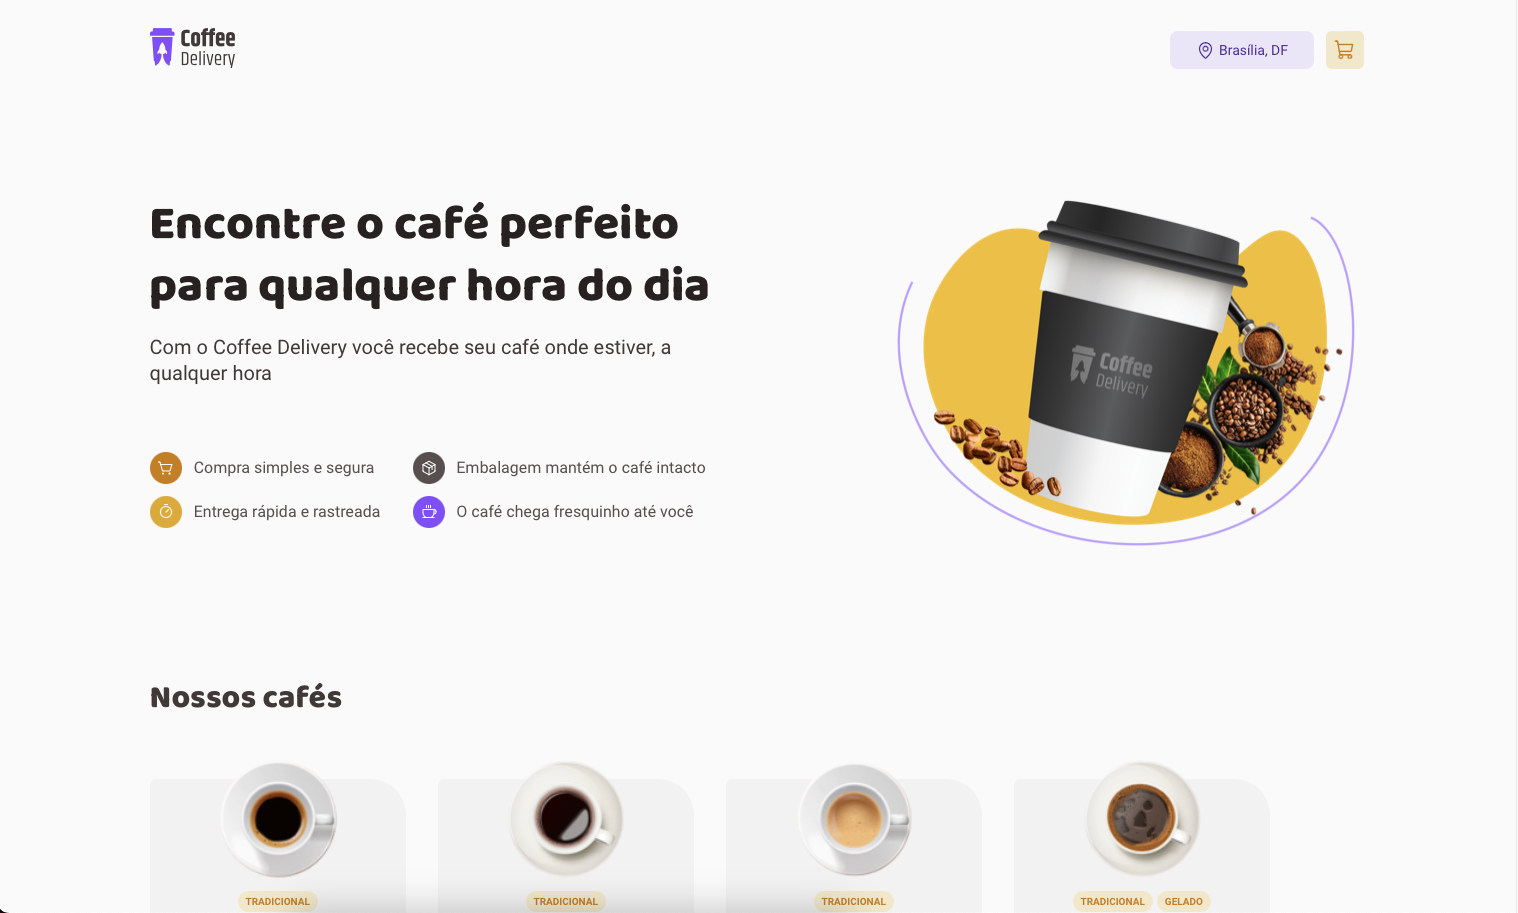 Coffee
Delivery
Brasília, DF
Encontre o café perfeito
para qualquer hora do dia
Com o Coffee Delivery você recebe seu café onde estiver, a
qualquer hora
Compra simples e segura
Embalagem mantém o café intacto
Entrega rápida e rastreada
O café chega fresquinho até você
Coffee
Delivery
Nossos cafés
TRADICIONAL
TRADICIONAL
TRADICIONAL
TRADICIONAL
GELADO